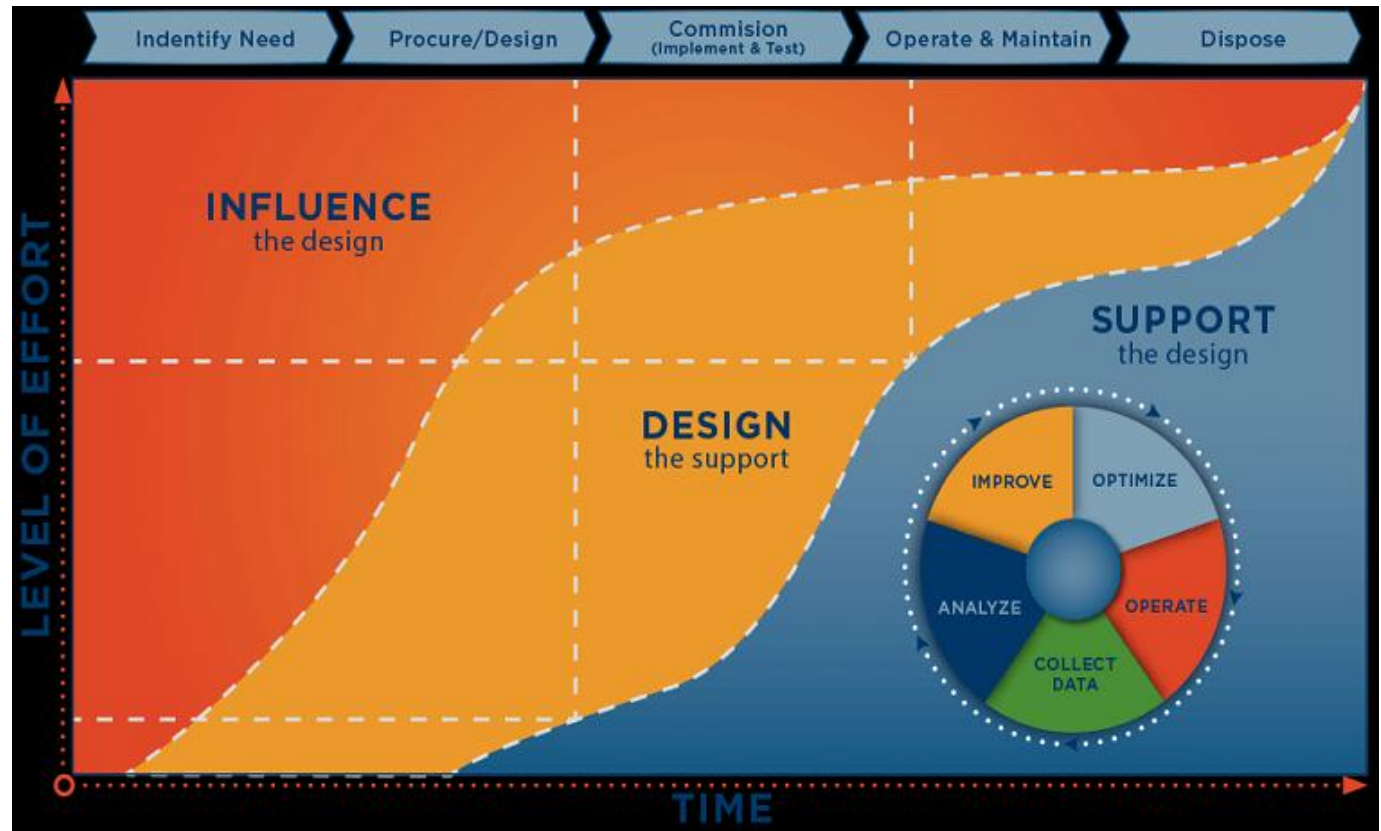 Indentify Need
Procure/Design
Commision
(Implement & Test)
Operate & Maintain
Dispose
LEVEL OF EFFORT
INFLUENCE
the design
DESIGN
the support
SUPPORT
the design
IMPROVE
OPTIMIZE
ANALYZE
OPERATE
COLLECT
DATA
TIME